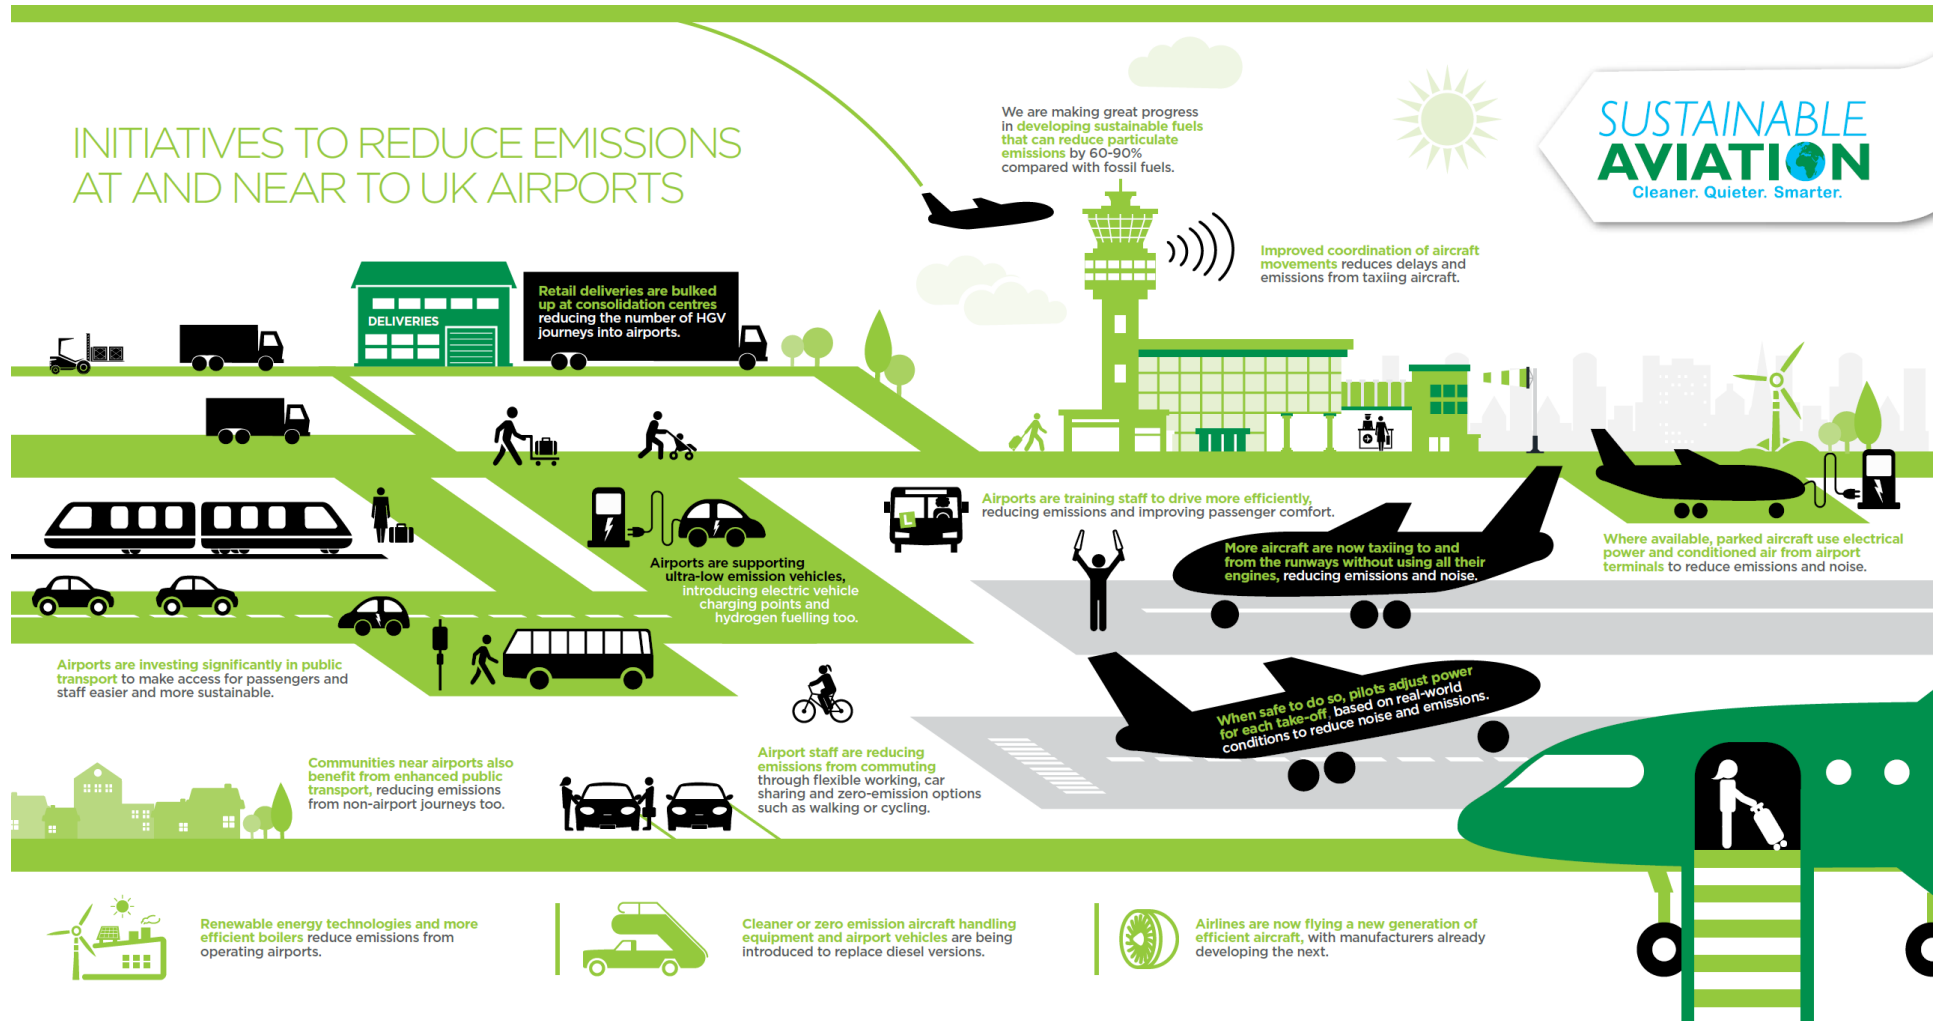 INITIATIVES TO REDUCE EMISSIONS
AT AND NEAR TO UK AIRPORTS
We are making great progress
in developing sustainable fuels
that can reduce particulate
emissions by 60-90%
compared with fossil fuels.
SUSTAINABLE
AVIATION
Cleaner. Quieter. Smarter.
Improved coordination of aircraft
movements reduces delays and
emissions from taxiing aircraft.
DELIVERIES
Retail deliveries are bulked
up at consolidation centres
reducing the number of HGV
journeys into airports.
Airports are supporting
ultra-low emission vehicles,
introducing electric vehicle
charging points and
hydrogen fuelling too.
L
Airports are training staff to drive more efficiently,
reducing emissions and improving passenger comfort.
More aircraft are now taxiing to and
from the runways without using all their
engines, reducing emissions and noise.
Where available, parked aircraft use electrical
power and conditioned air from airport
terminals to reduce emissions and noise.
Airports are investing significantly in public
transport to make access for passengers and
staff easier and more sustainable.
When safe to do so, pilots adjust power
for each take-off, based on real-world
conditions to reduce noise and emissions.
Communities near airports also
benefit from enhanced public
transport, reducing emissions
from non-airport journeys too.
Airport staff are reducing
emissions from commuting
through flexible working, car
sharing and zero-emission options
such as walking or cycling.
Renewable energy technologies and more
efficient boilers reduce emissions from
operating airports.
Cleaner or zero emission aircraft handling
equipment and airport vehicles are being
introduced to replace diesel versions.
Airlines are now flying a new generation of
efficient aircraft, with manufacturers already
developing the next.